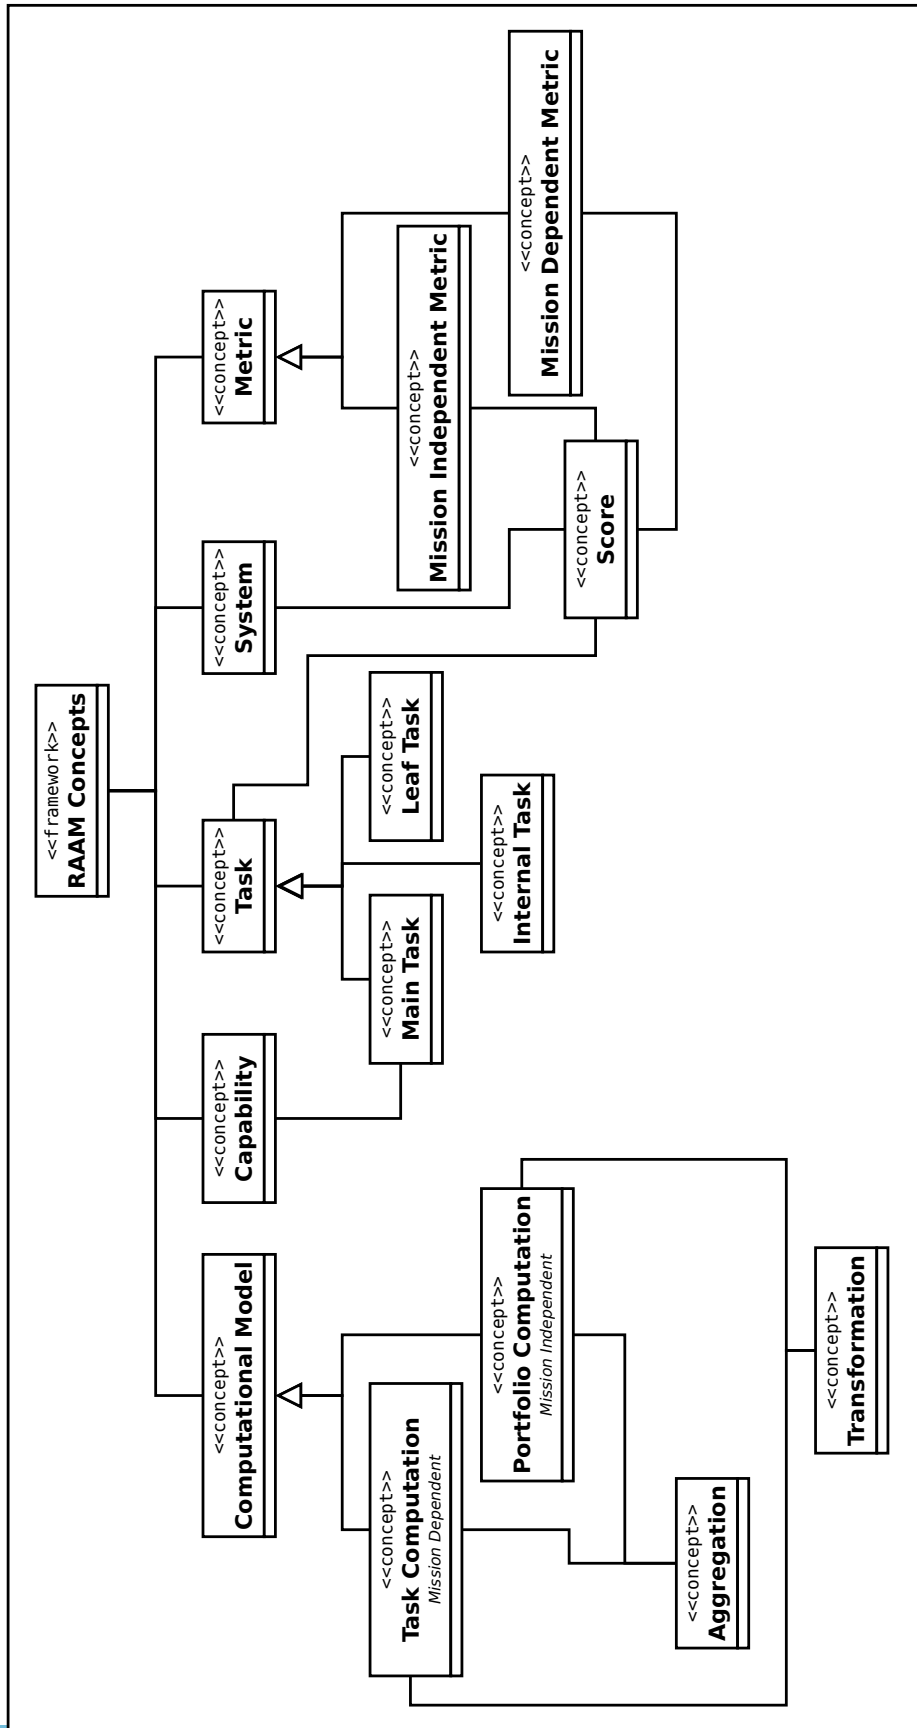 <<framework>>
RAAM Concepts
<<concept>>
Computational Model
<<concept>>
Capability
<<concept>>
Task
<<concept>>
System
<<concept>>
Metric
<<concept>>
Task Computation
Mission Dependent
<<concept>>
Main Task
<<concept>>
Leaf Task
<<concept>>
Mission Independent Metric
<<concept>>
Portfolio Computation
Mission Independent
<<concept>>
Internal Task
<<concept>>
Mission Dependent Metric
<<concept>>
Score
<<concept>>
Aggregation
<<concept>>
Transformation